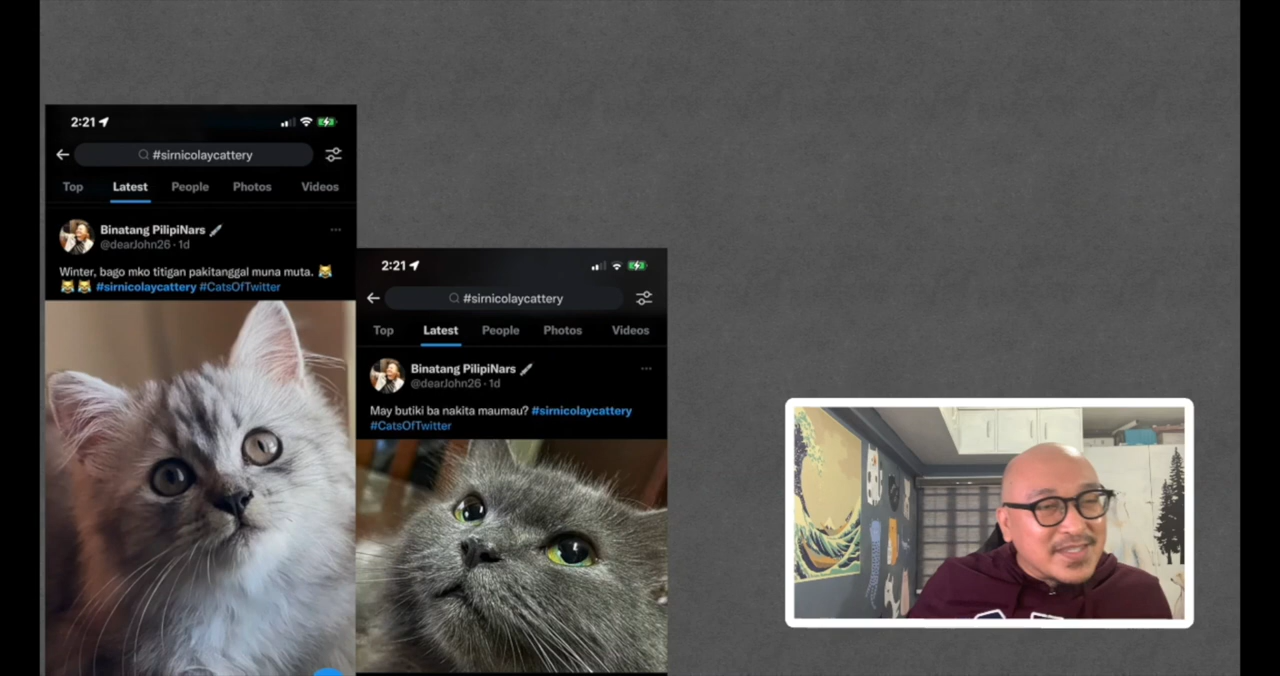 2:21
#sirnicolaycattery
Top Latest People Photos Videos
Binatang PilipiNars
@dearJohn26 · 1d
Winter, bago mko titigan pakitanggal muna muta. 😹
😹😹 #sirnicolaycattery #CatsOfTwitter
2:21
#sirnicolaycattery
Top Latest People Photos Videos
Binatang PilipiNars
@dearJohn26 · 1d
May butiki ba nakita maumau? #sirnicolaycattery
#CatsOfTwitter